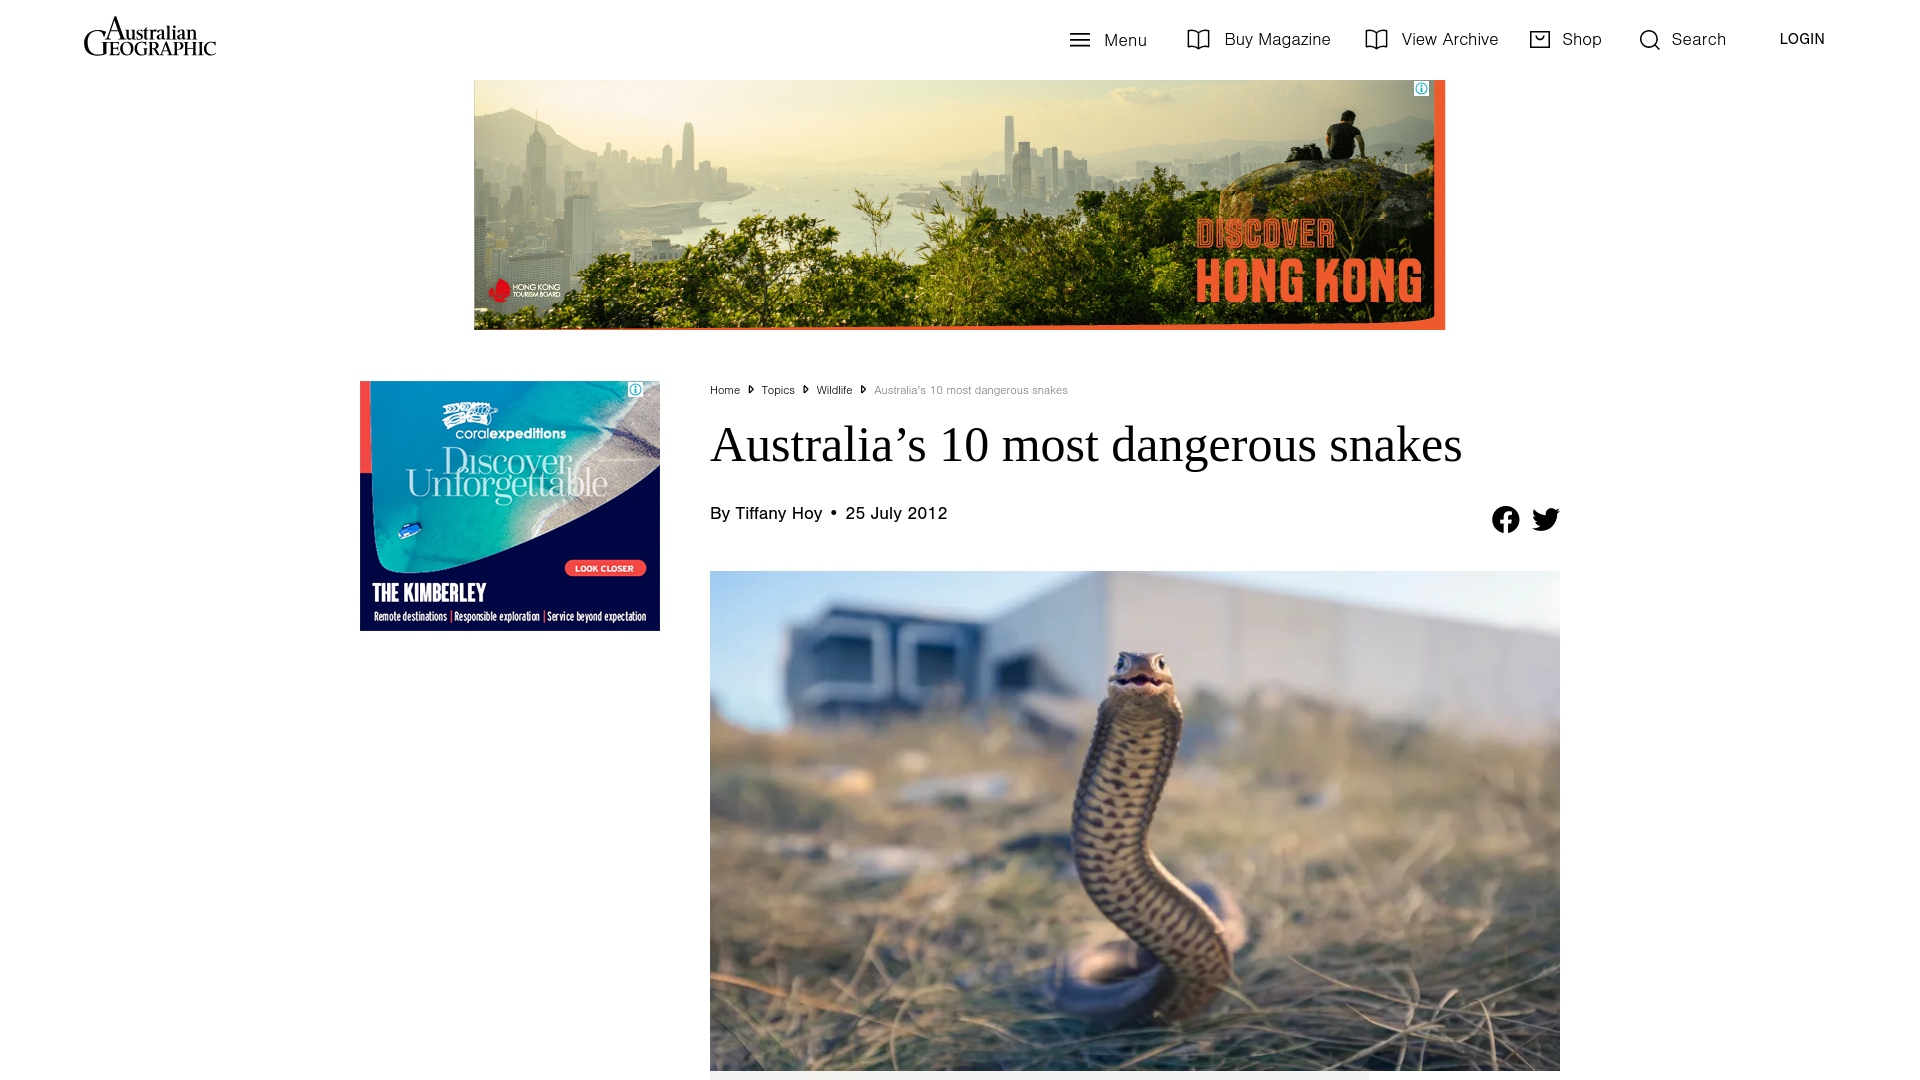 Australian
GEOGRAPHIC
Menu
Buy Magazine
View Archive
Shop
Search
LOGIN
DISCOVER
HONG KONG
HONG KONG
TOURISM BOARD
coralexpeditions
Discover
Unforgettable
LOOK CLOSER
THE KIMBERLEY
Remote destinations | Responsible exploration | Service beyond expectation
Home Topics Wildlife Australia’s 10 most dangerous snakes
Australia’s 10 most dangerous snakes
By Tiffany Hoy • 25 July 2012